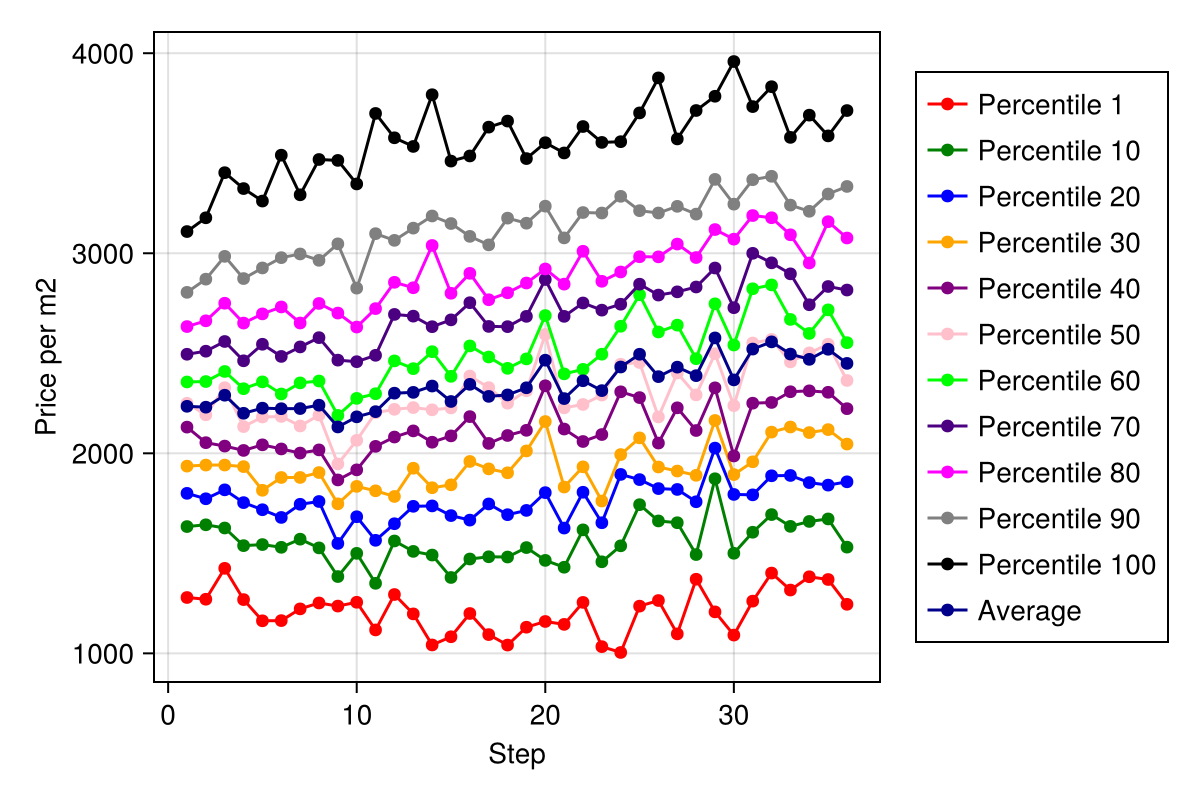 Price per m2
4000
3000
2000
1000
0
10
20
30
Step
Percentile 1
Percentile 10
Percentile 20
Percentile 30
Percentile 40
Percentile 50
Percentile 60
Percentile 70
Percentile 80
Percentile 90
Percentile 100
Average